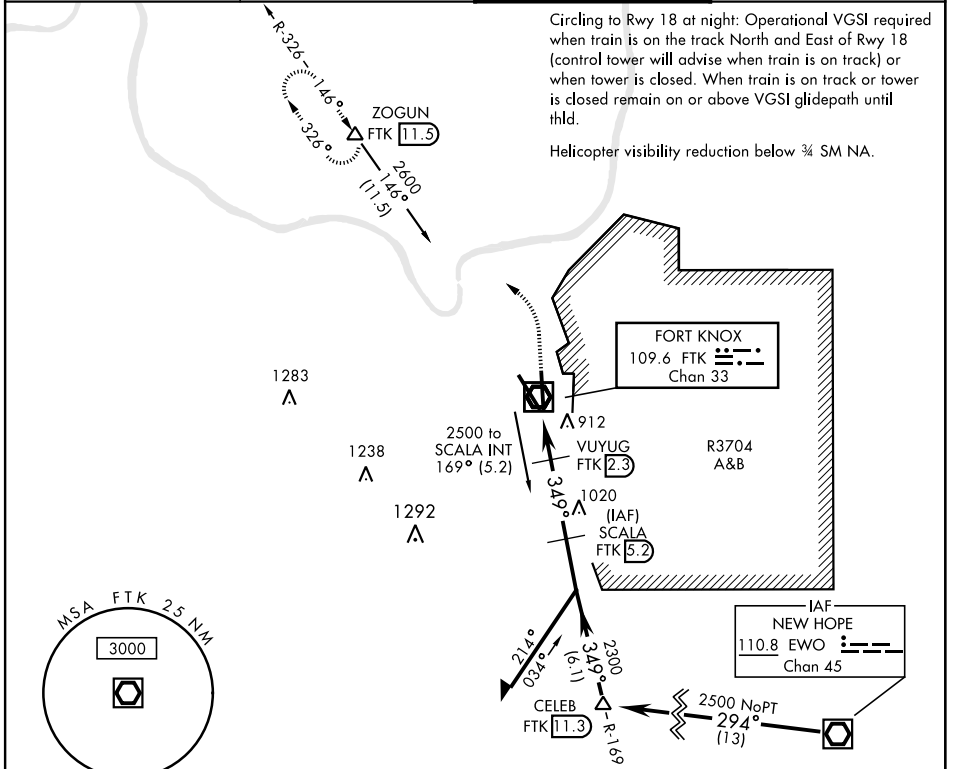 Circling to Rwy 18 at night: Operational VGSI required
when train is on the track North and East of Rwy 18
(control tower will advise when train is on track) or
when tower is closed. When train is on track or tower
is closed remain on or above VGSI glidepath until
thld.
Helicopter visibility reduction below ¾ SM NA.
R-326
146°
326°
ZOGUN
FTK 11.5
2600
146°
(11.5)
FORT KNOX
109.6 FTK
Chan 33
1283
912
2500 to
SCALA INT
169° (5.2)
VUYUG
FTK 2.3
R3704
A&B
1238
349°
1020
1292
(IAF)
SCALA
FTK 5.2
MSA FTK 25 NM
3000
214°
034°
2300
349°
(6.1)
IAF
NEW HOPE
110.8 EWO
Chan 45
CELEB
FTK 11.3
R-169
2500 NoPT
294°
(13)